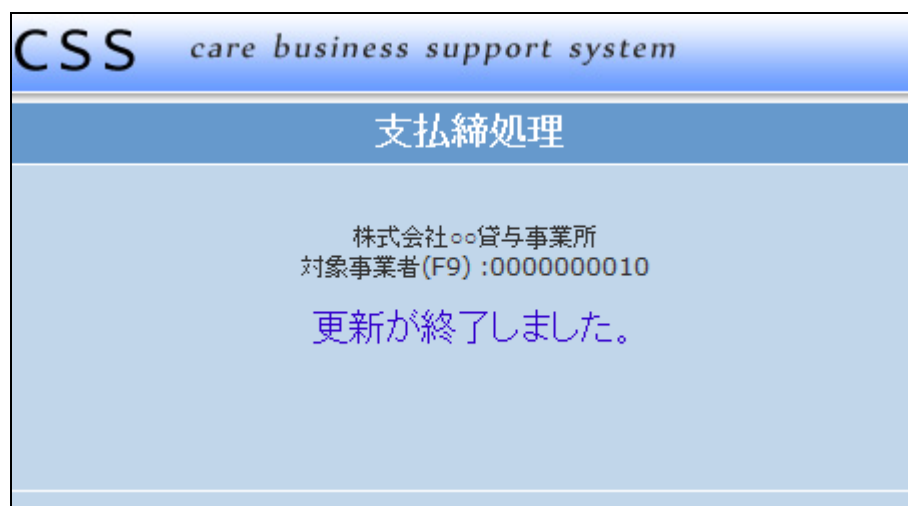 CSS care business support system
支払締処理
株式会社○○貸与事業所
対象事業者(F9) :0000000010
更新が終了しました。